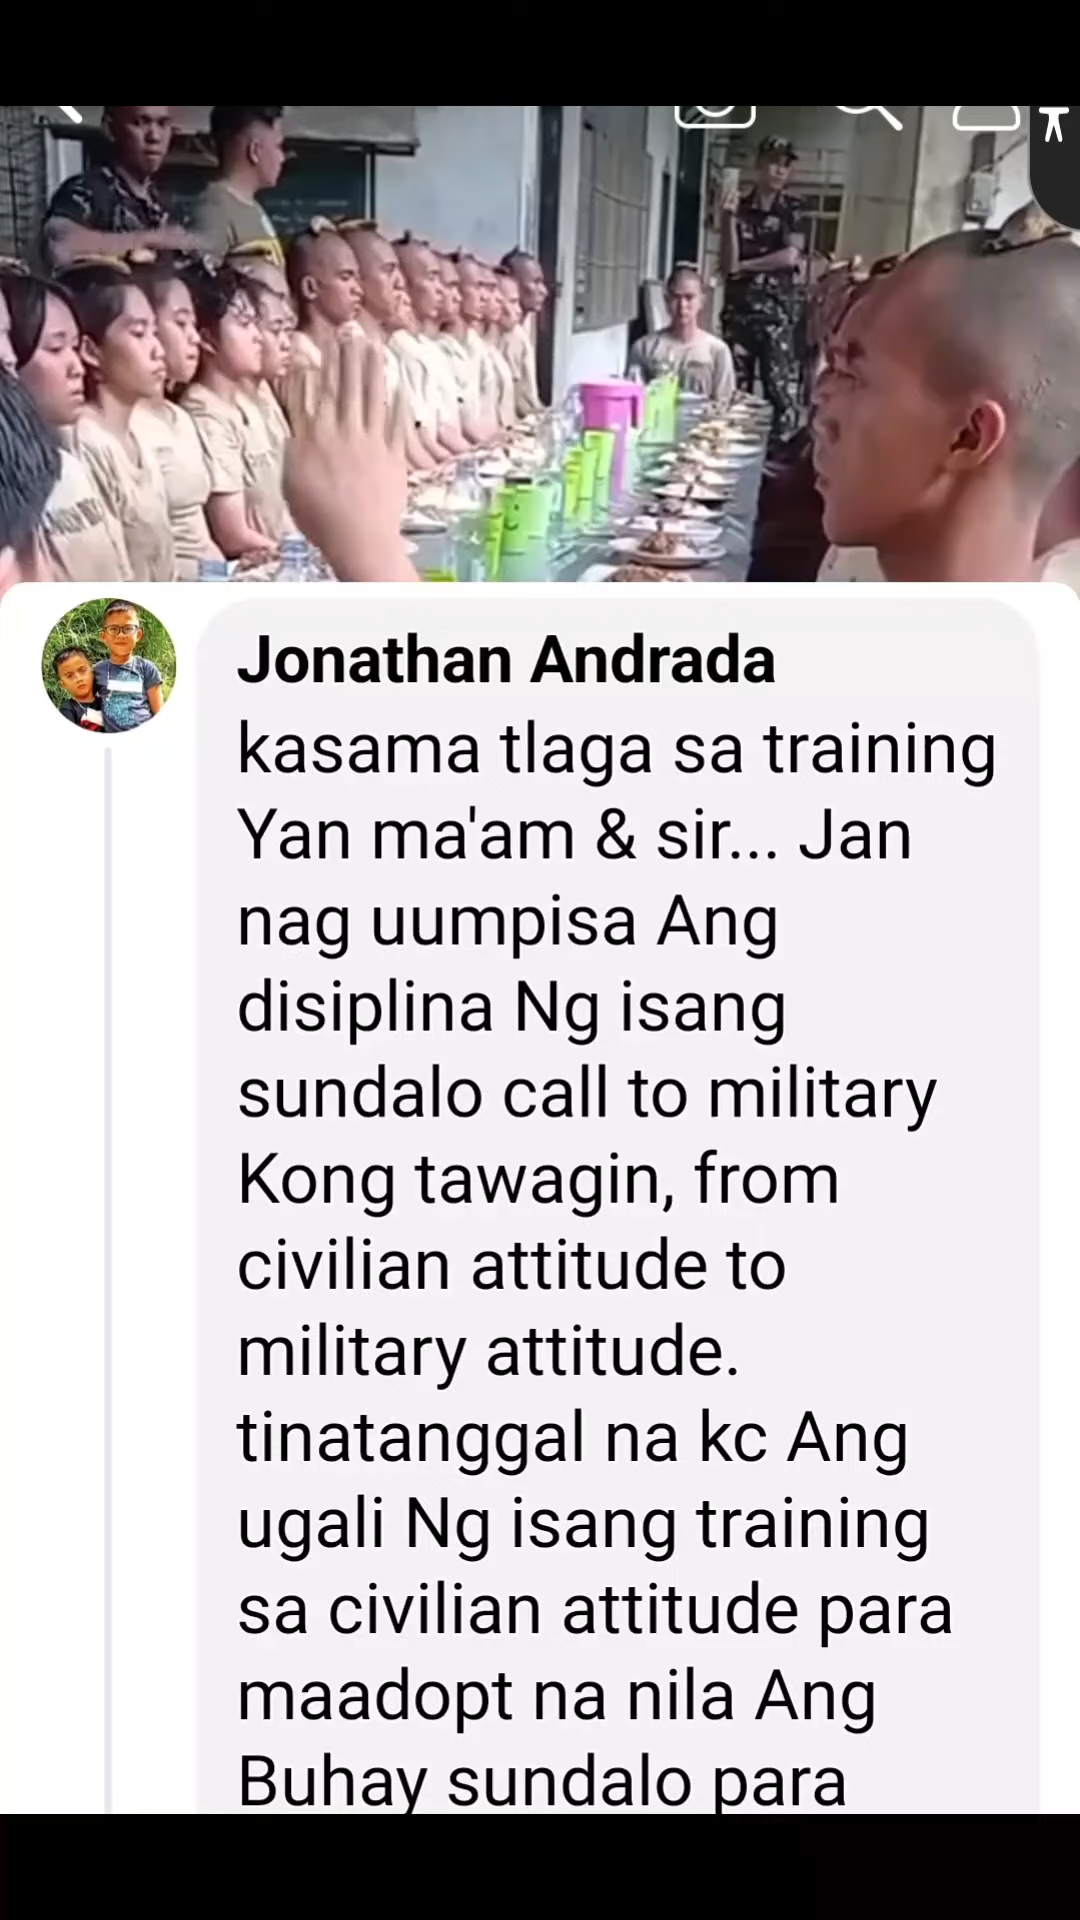 Jonathan Andrada
kasama tlaga sa training
Yan ma'am & sir... Jan
nag uumpisa Ang
disiplina Ng isang
sundalo call to military
Kong tawagin, from
civilian attitude to
military attitude.
tinatanggal na kc Ang
ugali Ng isang training
sa civilian attitude para
maadopt na nila Ang
Buhay sundalo para